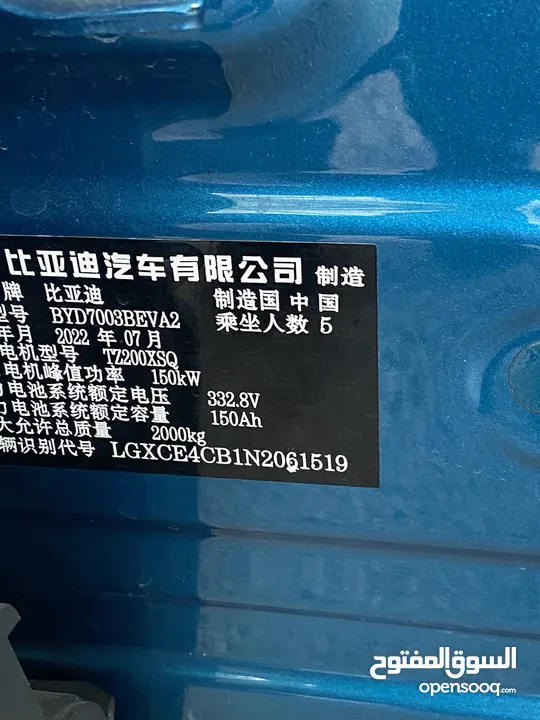 比亚迪汽车有限公司 制造
牌 比亚迪 制造国 中国
型号 BYD7003BEVA2 乘坐人数 5
年月 2022 年 07 月
电机型号 TZ200XSQ
电机峰值功率 150kW
力电池系统额定电压 332.8V
力电池系统额定容量 150Ah
大允许总质量 2000kg
辆识别代号 LGXCE4CB1N2061519
السوق المفتوح
opensooq.com